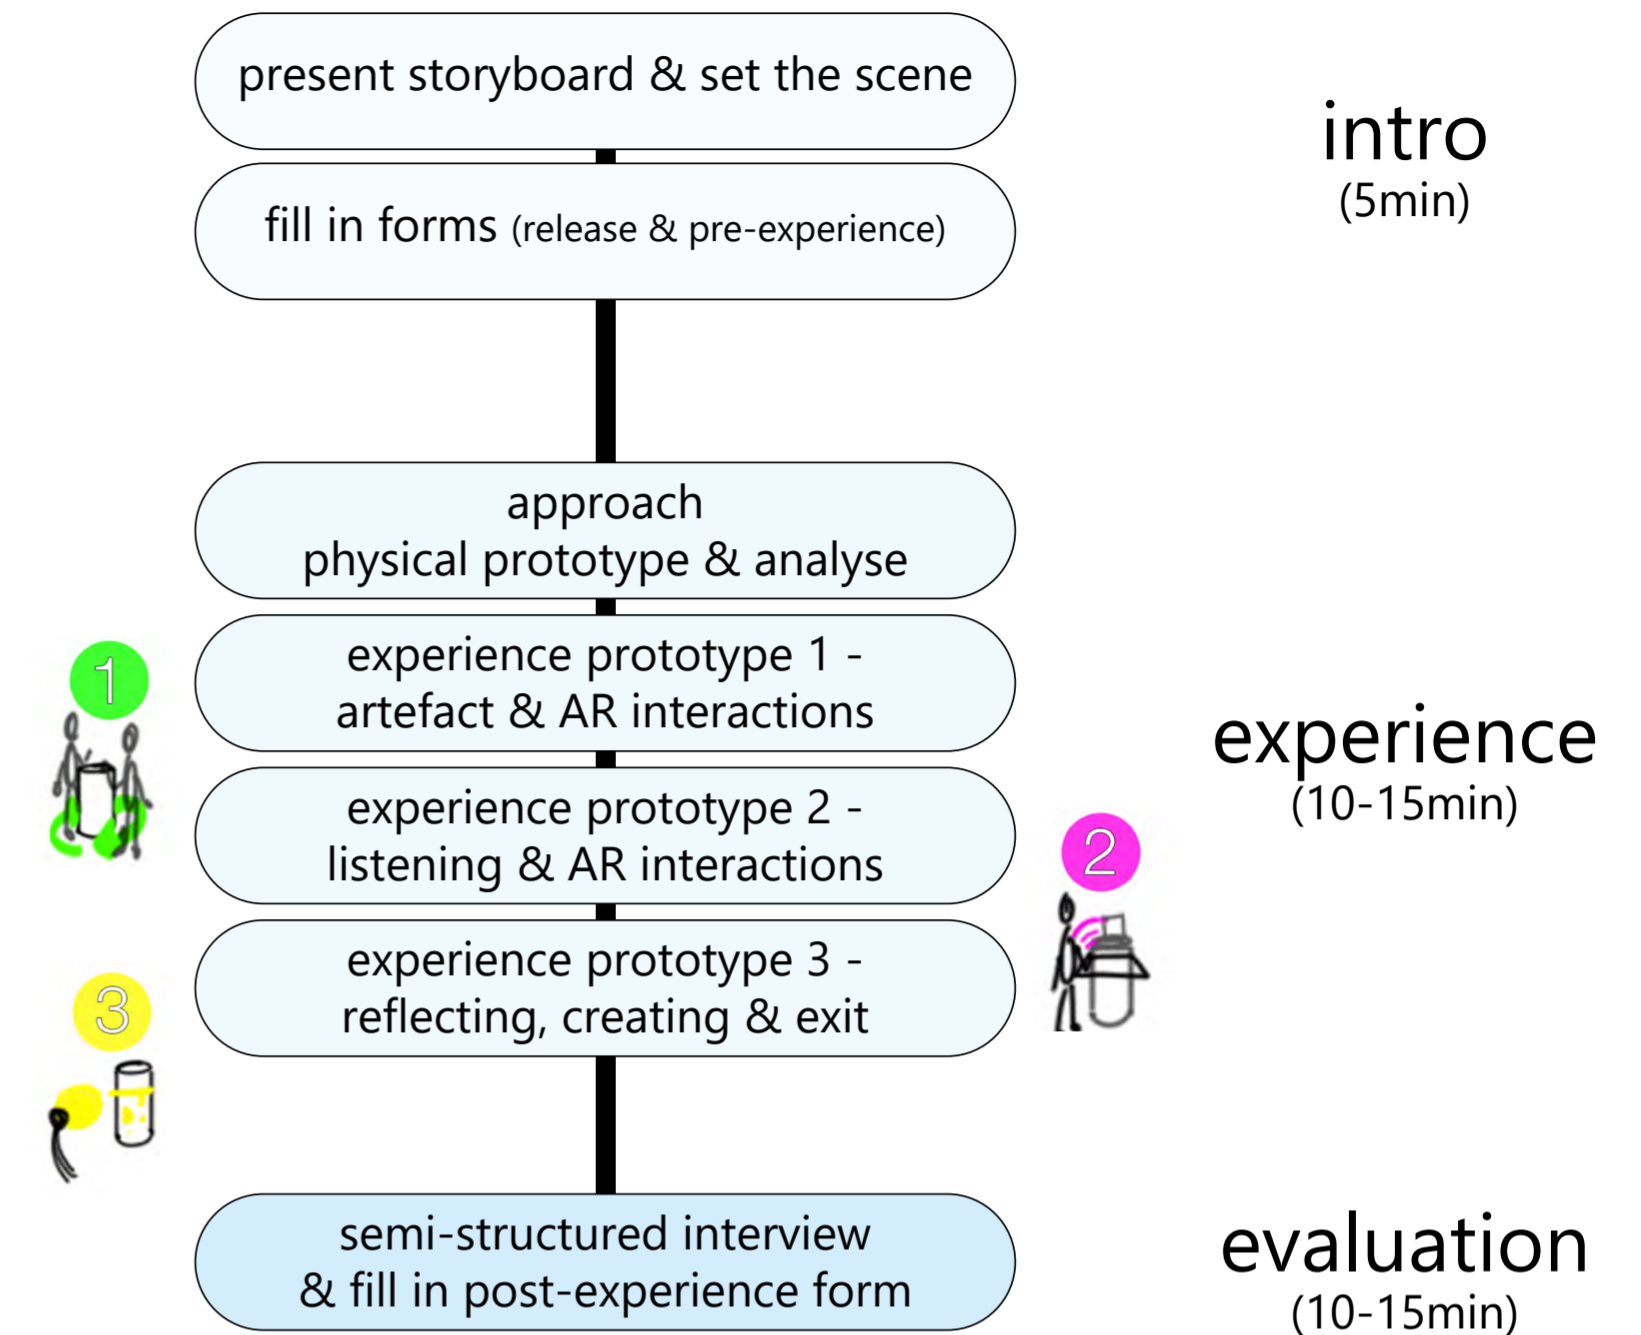 present storyboard & set the scene
intro
(5min)
fill in forms (release & pre-experience)
approach
physical prototype & analyse
1
experience prototype 1 -
artefact & AR interactions
experience
(10-15min)
experience prototype 2 -
listening & AR interactions
2
3
experience prototype 3 -
reflecting, creating & exit
semi-structured interview
& fill in post-experience form
evaluation
(10-15min)